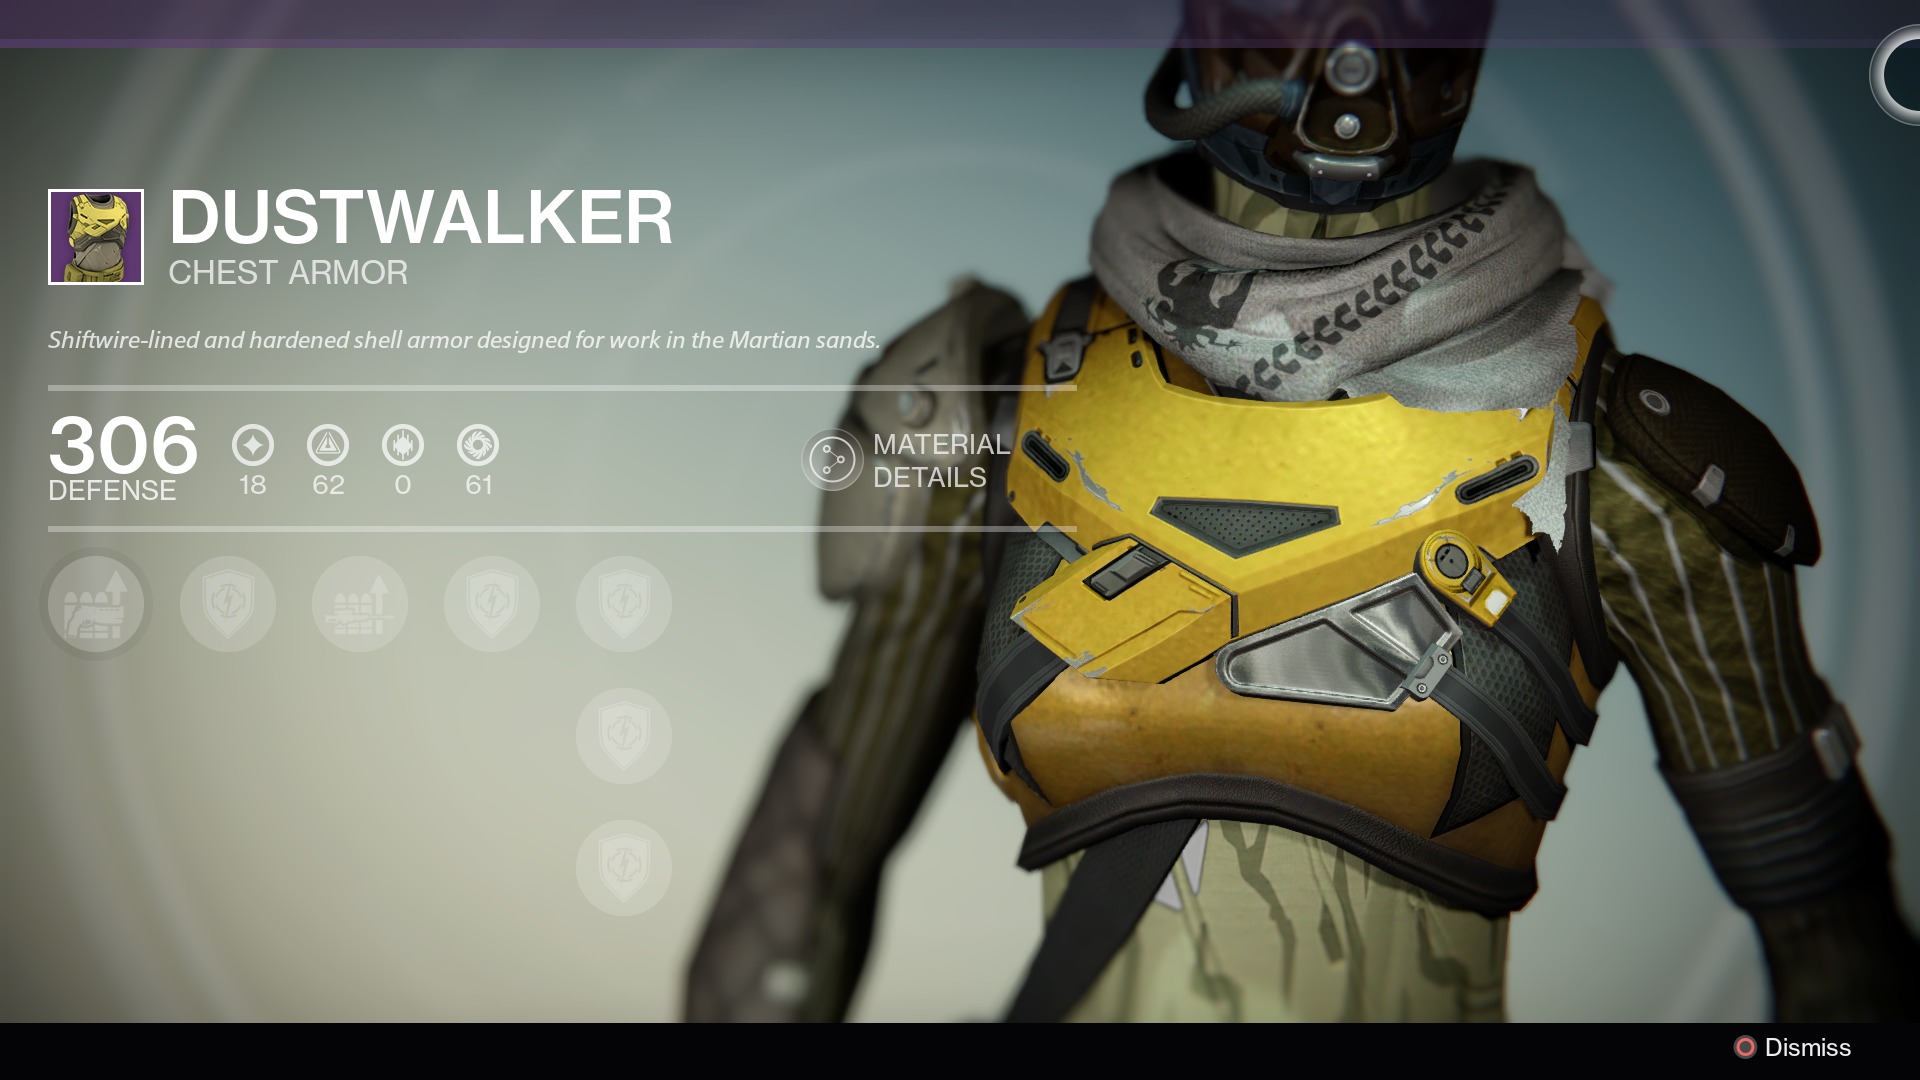 DUSTWALKER
CHEST ARMOR
Shiftwire-lined and hardened shell armor designed for work in the Martian sands.
306
DEFENSE
18 62 0 61
MATERIAL
DETAILS
Dismiss